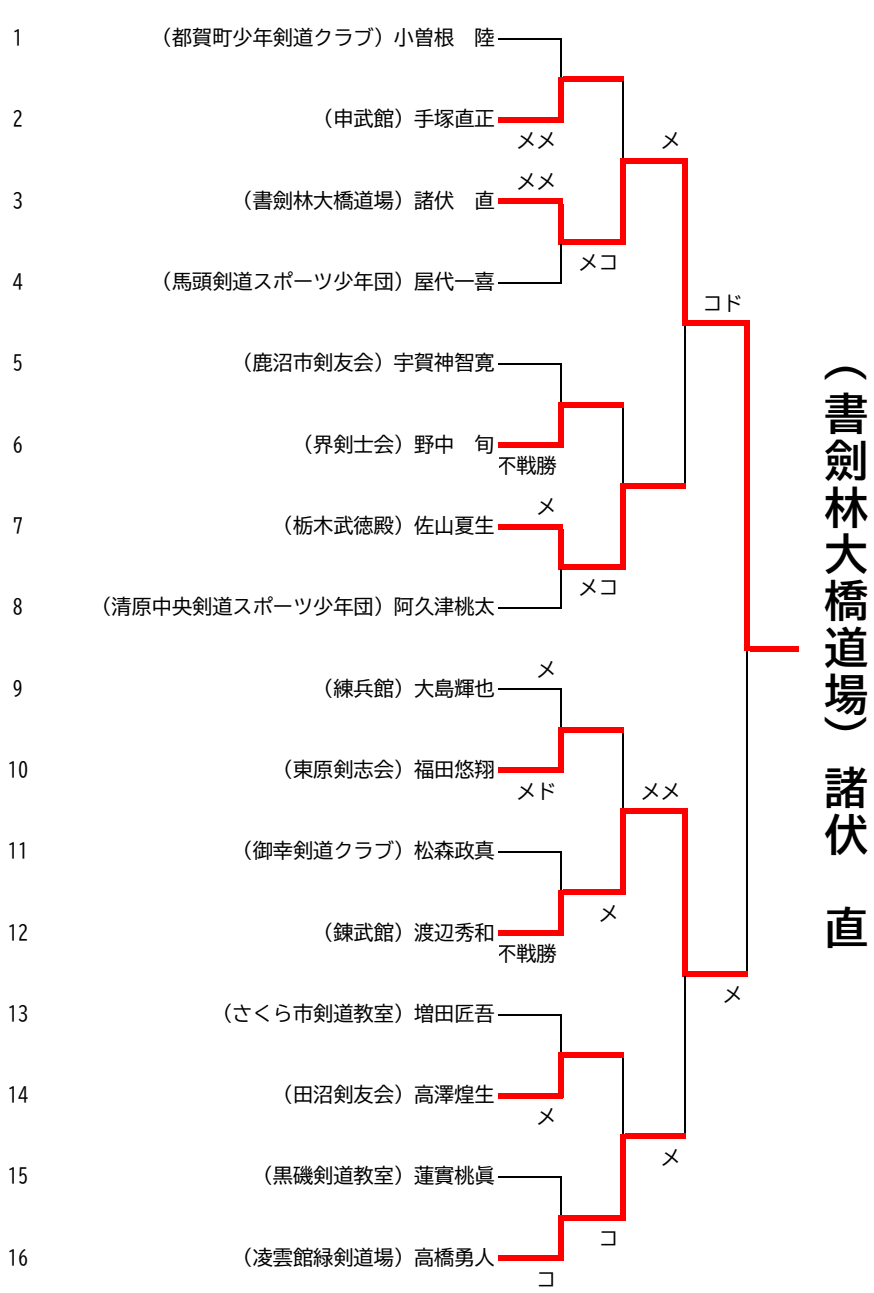 1 （都賀町少年剣道クラブ）小曽根　陸
2 （申武館）手塚直正
メメ
メ
メメ
3 （書劍林大橋道場）諸伏　直
メコ
4 （馬頭剣道スポーツ少年団）屋代一喜
コド
5 （鹿沼市剣友会）宇賀神智寛
6 （界剣士会）野中　旬
不戦勝
メ
7 （栃木武徳殿）佐山夏生
メコ
8 （清原中央剣道スポーツ少年団）阿久津桃太
メ
9 （練兵館）大島輝也
10 （東原剣志会）福田悠翔
メド
メメ
11 （御幸剣道クラブ）松森政真
メ
12 （錬武館）渡辺秀和
不戦勝
メ
13 （さくら市剣道教室）増田匠吾
14 （田沼剣友会）高澤煌生
メ
メ
15 （黒磯剣道教室）蓮實桃眞
コ
16 （凌雲館緑剣道場）高橋勇人
コ
（書劍林大橋道場）諸伏　直